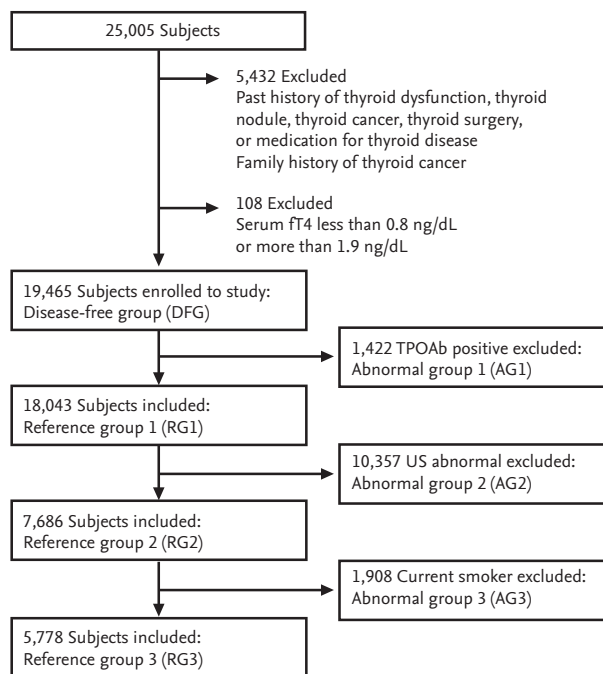 25,005 Subjects
5,432 Excluded
Past history of thyroid dysfunction, thyroid
nodule, thyroid cancer, thyroid surgery,
or medication for thyroid disease
Family history of thyroid cancer
108 Excluded
Serum fT4 less than 0.8 ng/dL
or more than 1.9 ng/dL
19,465 Subjects enrolled to study:
Disease-free group (DFG)
1,422 TPOAb positive excluded:
Abnormal group 1 (AG1)
18,043 Subjects included:
Reference group 1 (RG1)
10,357 US abnormal excluded:
Abnormal group 2 (AG2)
7,686 Subjects included:
Reference group 2 (RG2)
1,908 Current smoker excluded:
Abnormal group 3 (AG3)
5,778 Subjects included:
Reference group 3 (RG3)